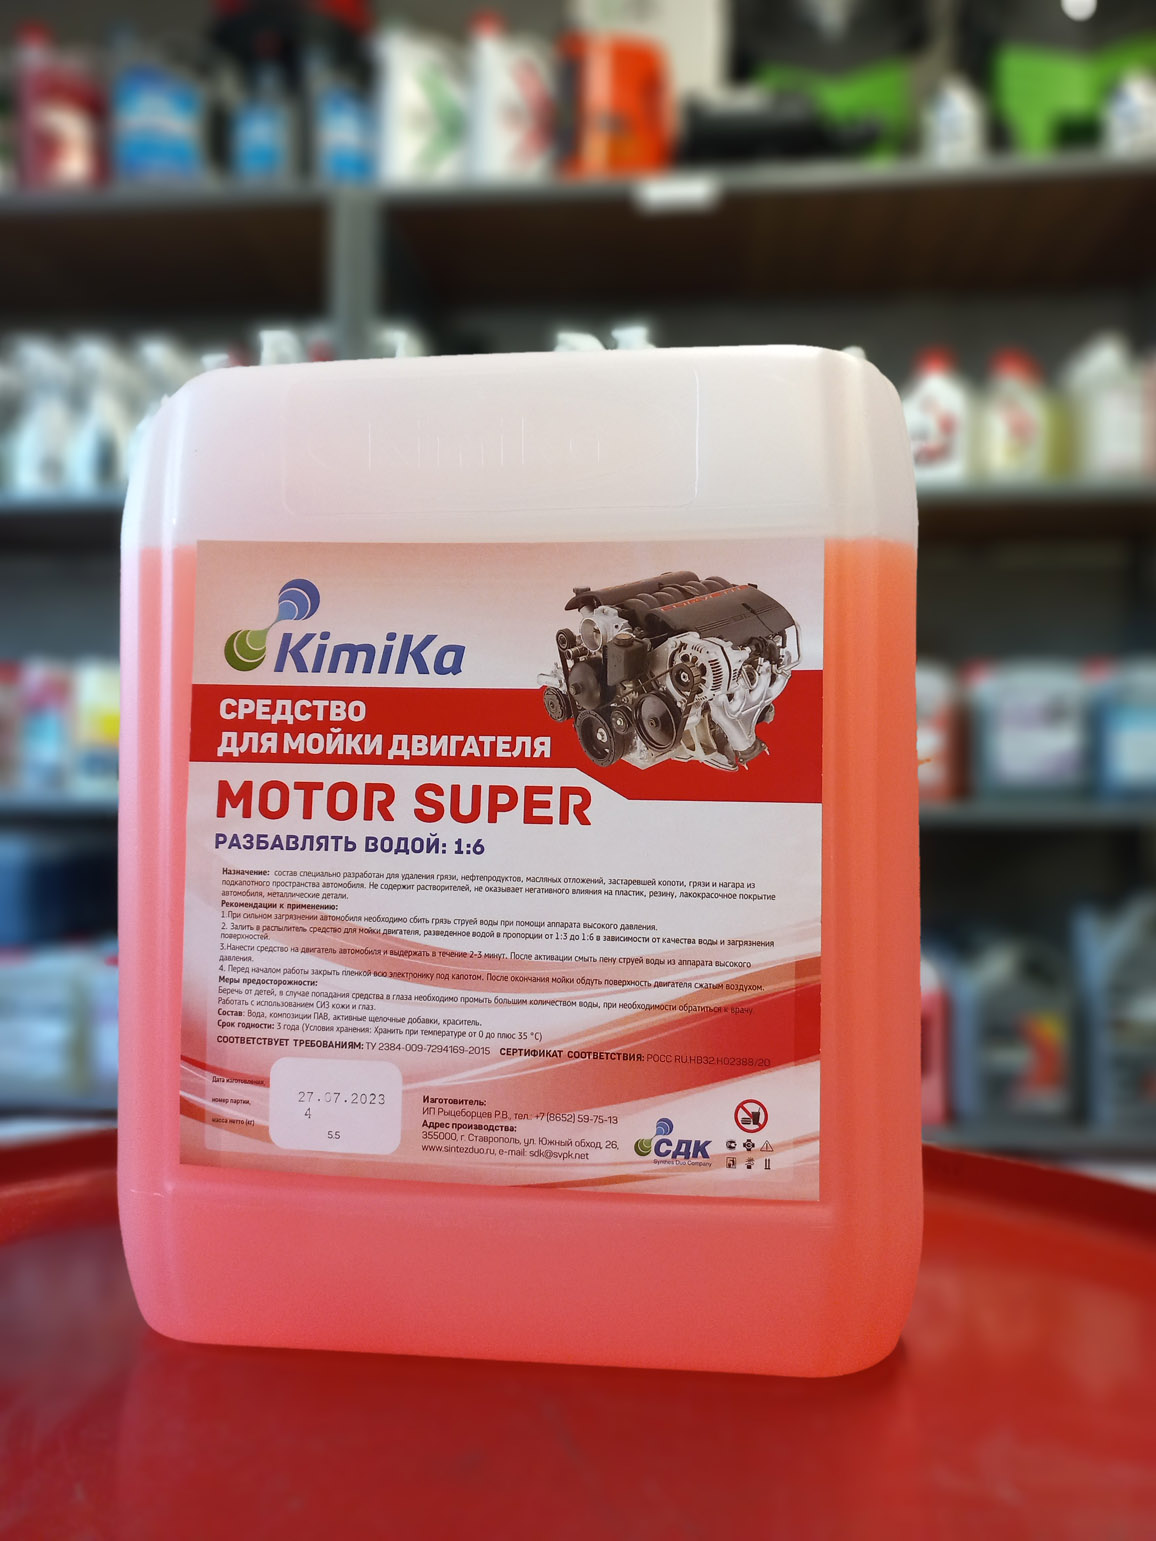 KimiKa
KimiKa
СРЕДСТВО
ДЛЯ МОЙКИ ДВИГАТЕЛЯ
MOTOR SUPER
РАЗБАВЛЯТЬ ВОДОЙ: 1:6
Назначение: состав специально разработан для удаления грязи, нефтепродуктов, масляных отложений, застаревшей копоти, грязи и нагара из
подкапотного пространства автомобиля. Не содержит растворителей, не оказывает негативного влияния на пластик, резину, лакокрасочное покрытие
автомобиля, металлические детали.
Рекомендации к применению:
1.При сильном загрязнении автомобиля необходимо сбить грязь струей воды при помощи аппарата высокого давления.
2. Залить в распылитель средство для мойки двигателя, разведенное водой в пропорции от 1:3 до 1:6 в зависимости от качества воды и загрязнения
поверхностей.
3.Нанести средство на двигатель автомобиля и выдержать в течение 2-3 минут. После активации смыть пену струей воды из аппарата высокого
давления.
4. Перед началом работы закрыть пленкой всю электронику под капотом. После окончания мойки обдуть поверхность двигателя сжатым воздухом.
Меры предосторожности:
Беречь от детей, в случае попадания средства в глаза необходимо промыть большим количеством воды, при необходимости обратиться к врачу.
Работать с использованием СИЗ кожи и глаз.
Состав: Вода, композиции ПАВ, активные щелочные добавки, краситель.
Срок годности: 3 года (Условия хранения: Хранить при температуре от 0 до плюс 35 °C)
СООТВЕТСТВУЕТ ТРЕБОВАНИЯМ: ТУ 2384-009-7294169-2015 СЕРТИФИКАТ СООТВЕТСТВИЯ: РОСС RU.HB32.H02388/20
Дата изготовления,
номер партии,
масса нетто (кг)
27.07.2023
4
5.5
Изготовитель:
ИП Рыцеборцев Р.В., тел.: +7 (8652) 59-75-13
Адрес производства:
355000, г. Ставрополь, ул. Южный обход, 26,
www.sintezduo.ru, e-mail: sdk@svpk.net
СДК
Synthes Duo Company